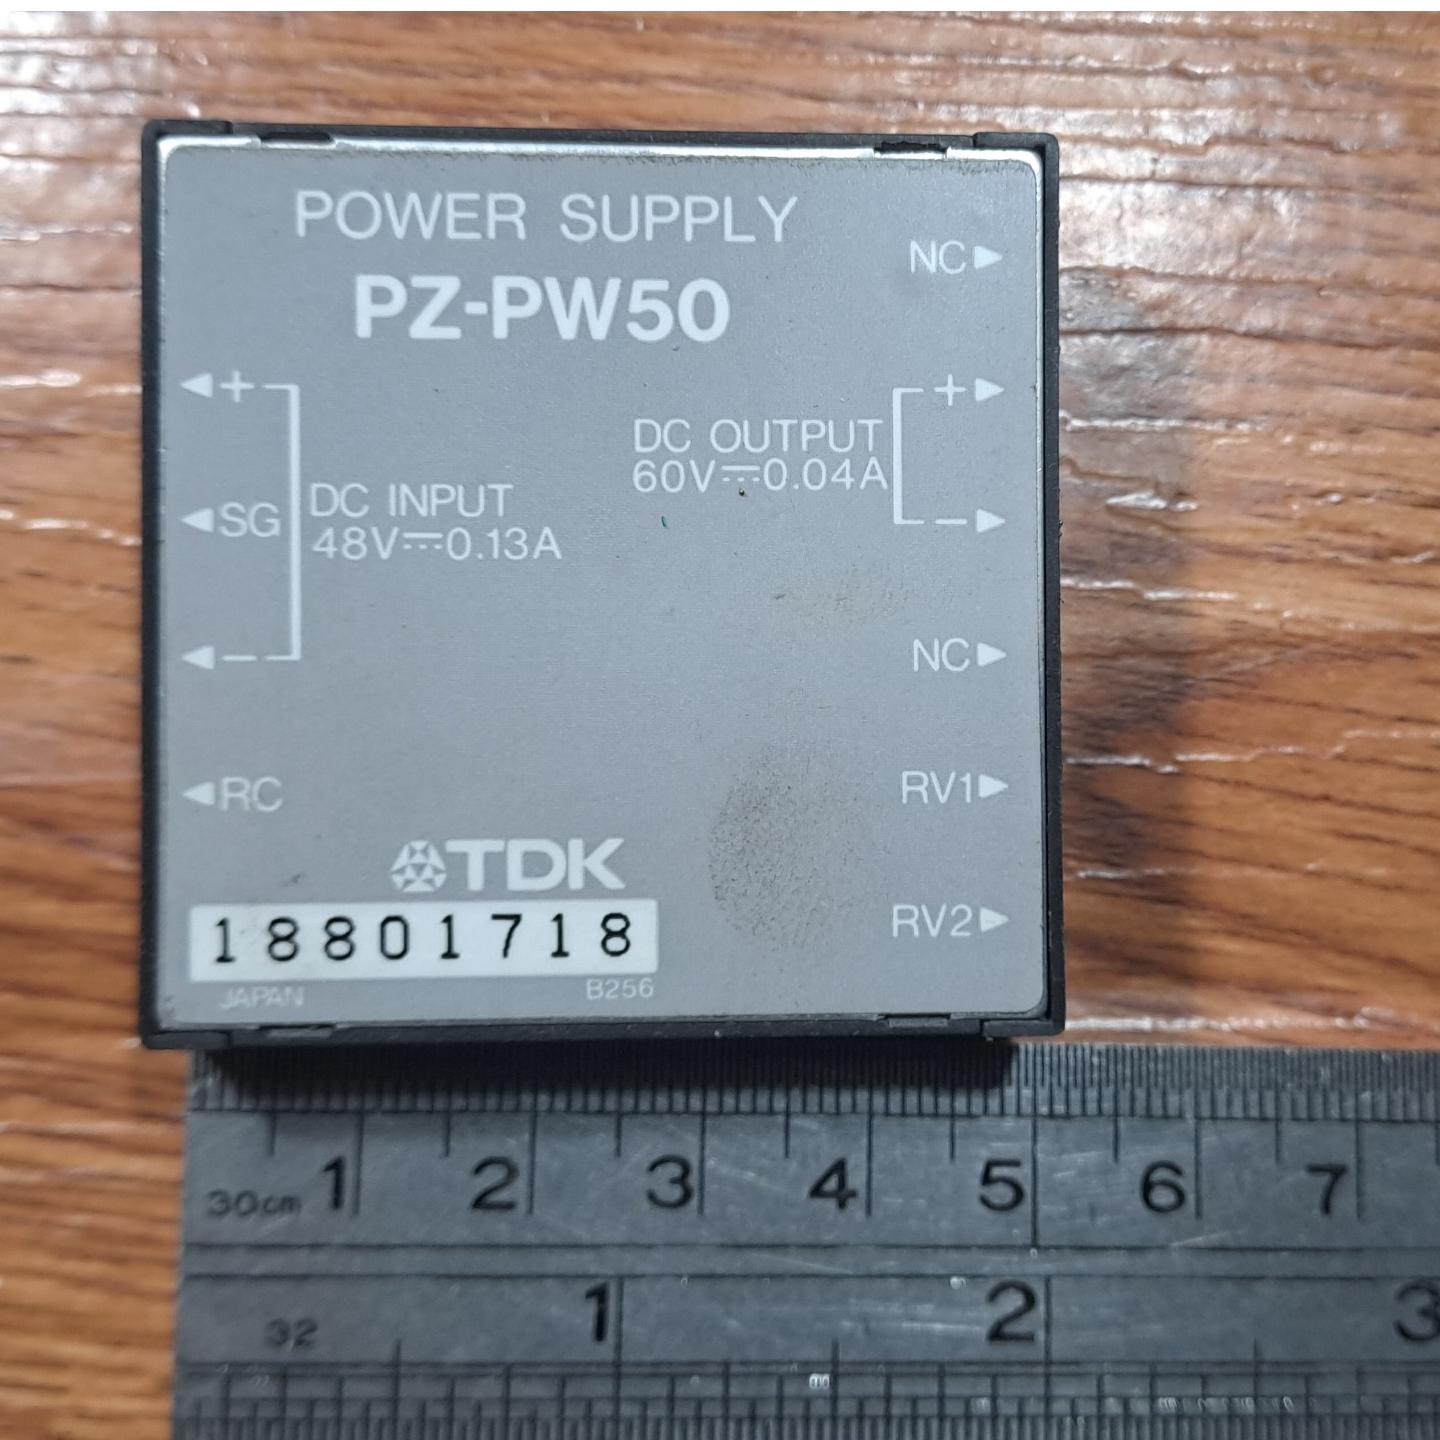 POWER SUPPLY
PZ-PW50
NC
+
+
DC OUTPUT
60V⎓0.04A
DC INPUT
48V⎓0.13A
SG
−
−
NC
RC
RV1
TDK
RV2
18801718
JAPAN
B256
30cm 1 2 3 4 5 6 7
32 1 2 3